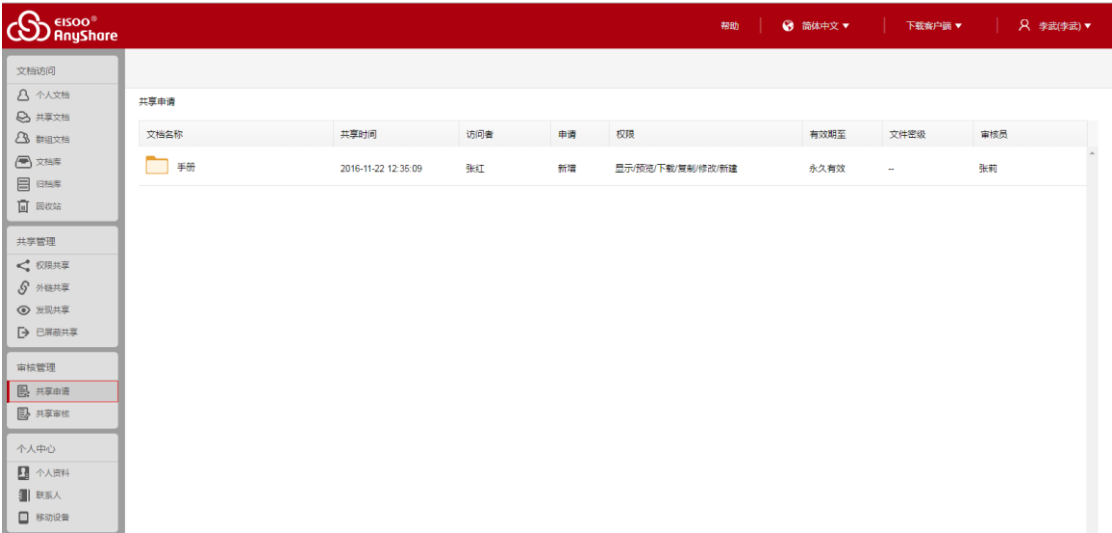 EISOO®
AnyShare
帮助 简体中文 下载客户端 李武(李武)
文档访问
个人文档
共享文档
群组文档
文档库
归档库
回收站
共享管理
权限共享
外链共享
发现共享
已屏蔽共享
审核管理
共享申请
共享审核
个人中心
个人资料
联系人
移动设备
共享申请
文档名称 共享时间 访问者 申请 权限 有效期至 文件密级 审核员
手册 2016-11-22 12:35:09 张红 新增 显示/预览/下载/复制/修改/新建 永久有效 -- 张莉